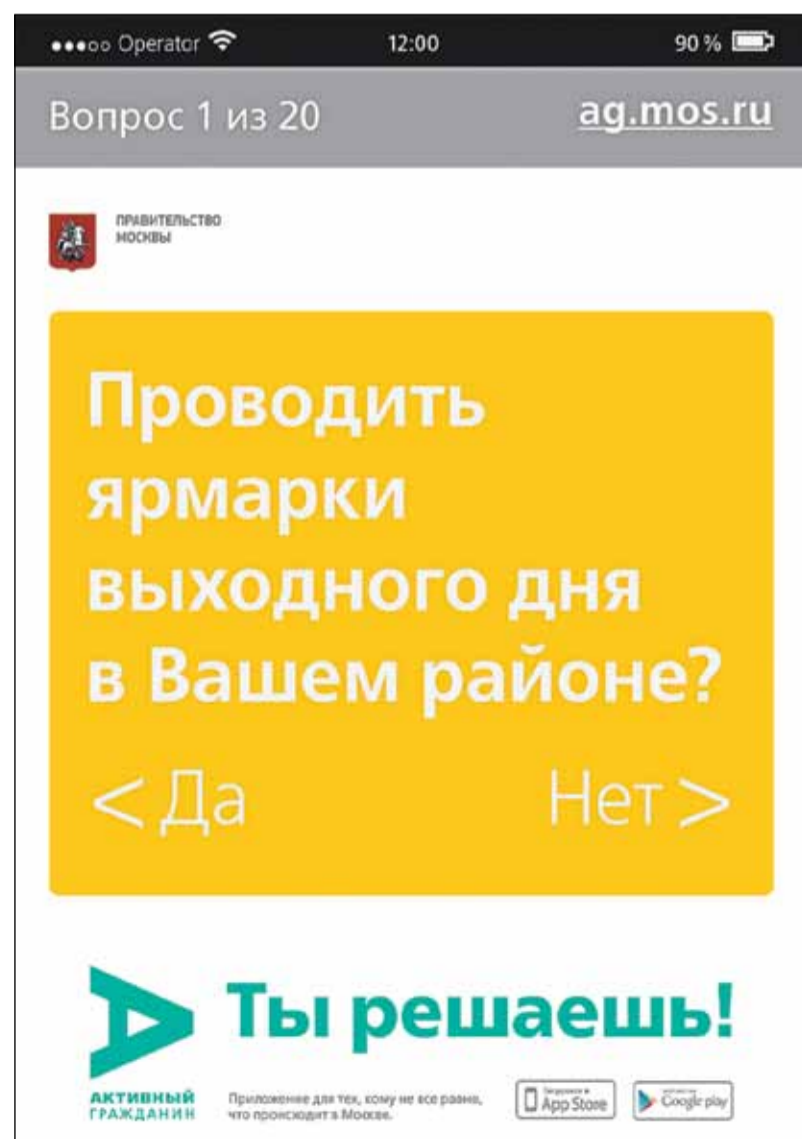 ●●●○○ Operator 12:00 90 %
Вопрос 1 из 20 ag.mos.ru
ПРАВИТЕЛЬСТВО
МОСКВЫ
Проводить
ярмарки
выходного дня
в Вашем районе?
< Да Нет >
Ты решаешь!
АКТИВНЫЙ
ГРАЖДАНИН
Приложение для тех, кому не все равно,
что происходит в Москве.
Загрузите в
App Store
Google play